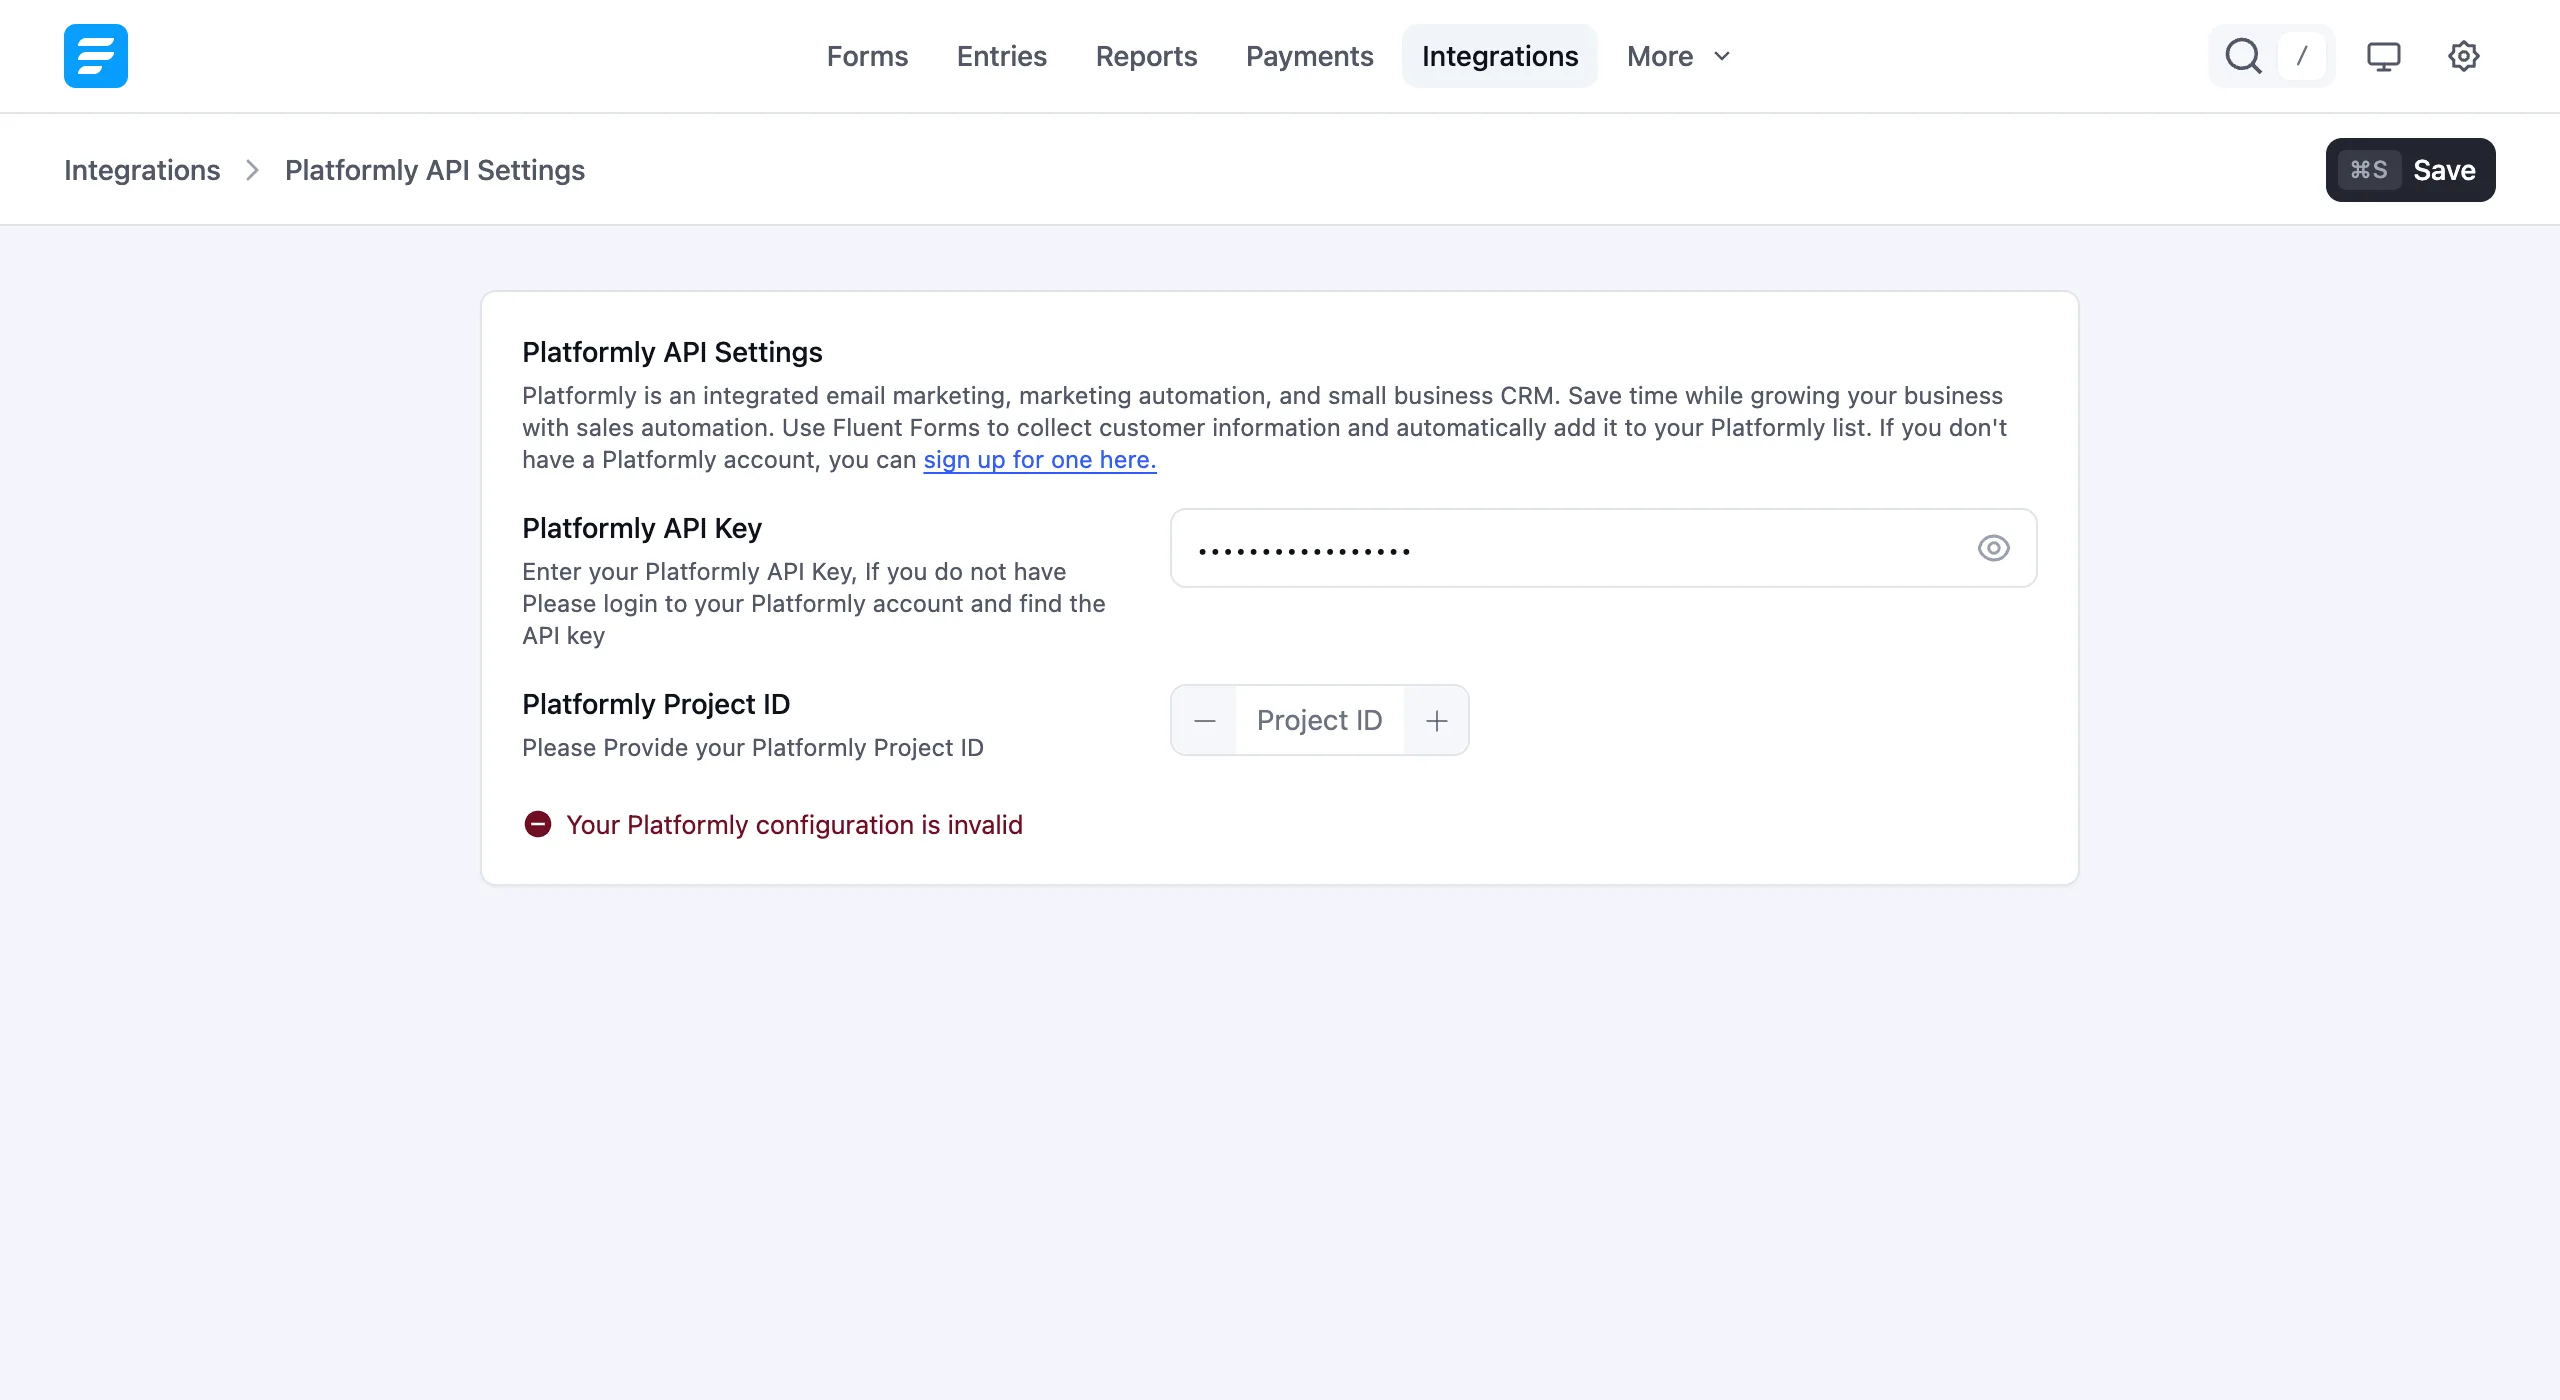 Forms Entries Reports Payments Integrations More /
Integrations > Platformly API Settings ⌘S Save
Platformly API Settings
Platformly is an integrated email marketing, marketing automation, and small business CRM. Save time while growing your business
with sales automation. Use Fluent Forms to collect customer information and automatically add it to your Platformly list. If you don't
have a Platformly account, you can sign up for one here.
Platformly API Key
•••••••••••••••••
Enter your Platformly API Key, If you do not have
Please login to your Platformly account and find the
API key
Platformly Project ID
Project ID
Please Provide your Platformly Project ID
Your Platformly configuration is invalid